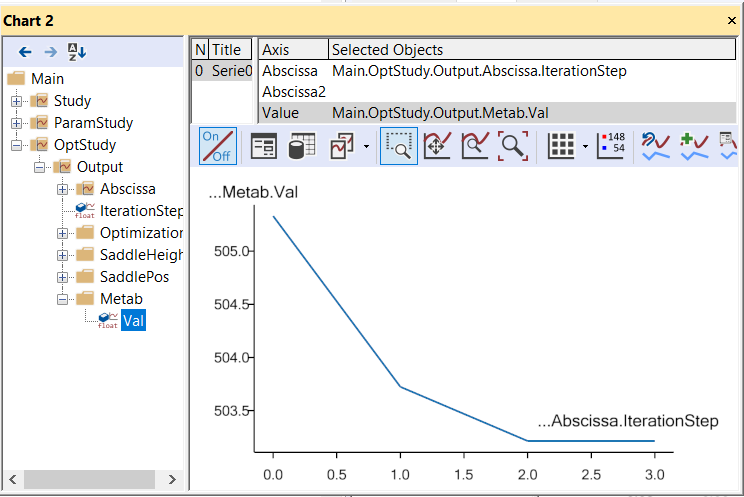 Chart 2
Main
Study
ParamStudy
OptStudy
Output
Abscissa
float IterationStep
Optimization
SaddleHeigh
SaddlePos
Metab
float Val
N Title
0 Serie0
Axis Selected Objects
Abscissa Main.OptStudy.Output.Abscissa.IterationStep
Abscissa2
Value Main.OptStudy.Output.Metab.Val
On
Off
148
54
...Metab.Val
505.0
504.5
504.0
503.5
...Abscissa.IterationStep
0.0 0.5 1.0 1.5 2.0 2.5 3.0